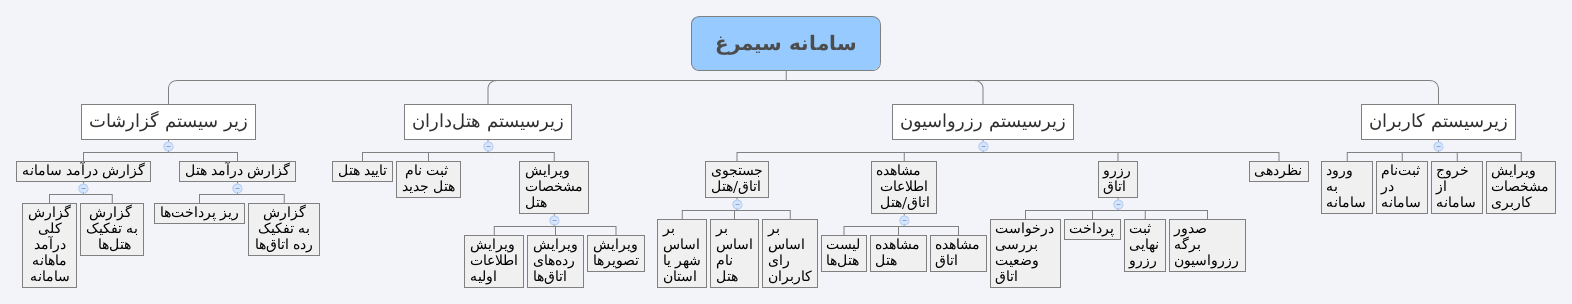 سامانه سیمرغ
زیرسیستم کاربران
زیرسیستم رزرواسیون
زیرسیستم هتل‌داران
زیر سیستم گزارشات
ویرایش
مشخصات
کاربری
خروج
از
سامانه
ثبت‌نام
در
سامانه
ورود
به
سامانه
نظردهی
رزرو
اتاق
مشاهده
اطلاعات
اتاق/هتل
جستجوی
اتاق/هتل
ویرایش
مشخصات
هتل
ثبت نام
هتل جدید
تایید هتل
گزارش درآمد هتل
گزارش درآمد سامانه
صدور
برگه
رزرواسیون
ثبت
نهایی
رزرو
پرداخت
درخواست
بررسی
وضعیت
اتاق
مشاهده
اتاق
مشاهده
هتل
لیست
هتل‌ها
بر
اساس
رای
کاربران
بر
اساس
نام
هتل
بر
اساس
شهر یا
استان
ویرایش
تصویرها
ویرایش
رده‌های
اتاق‌ها
ویرایش
اطلاعات
اولیه
گزارش
به تفکیک
رده اتاق‌ها
ریز پرداخت‌ها
گزارش
به تفکیک
هتل‌ها
گزارش
کلی
درآمد
ماهانه
سامانه